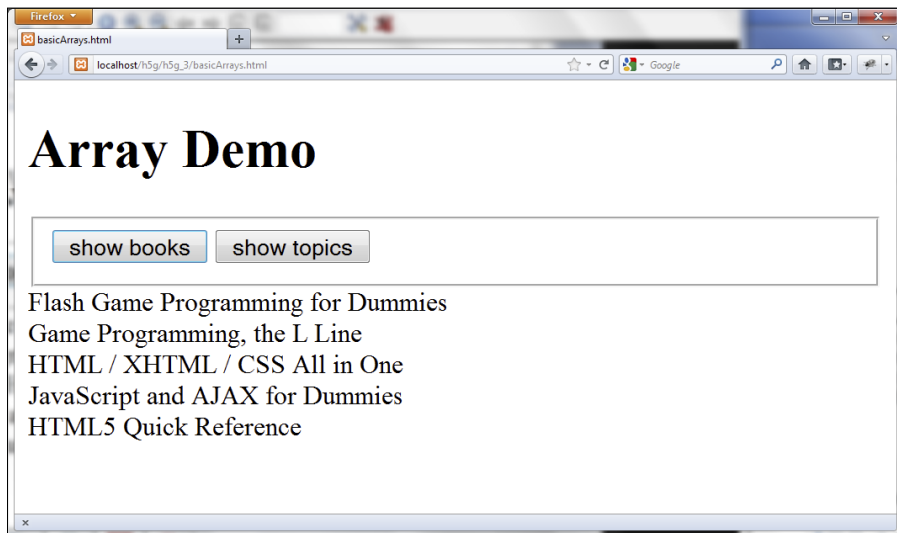 Firefox
basicArrays.html
localhost/h5g/h5g_3/basicArrays.html
Google
Array Demo
show books show topics
Flash Game Programming for Dummies
Game Programming, the L Line
HTML / XHTML / CSS All in One
JavaScript and AJAX for Dummies
HTML5 Quick Reference